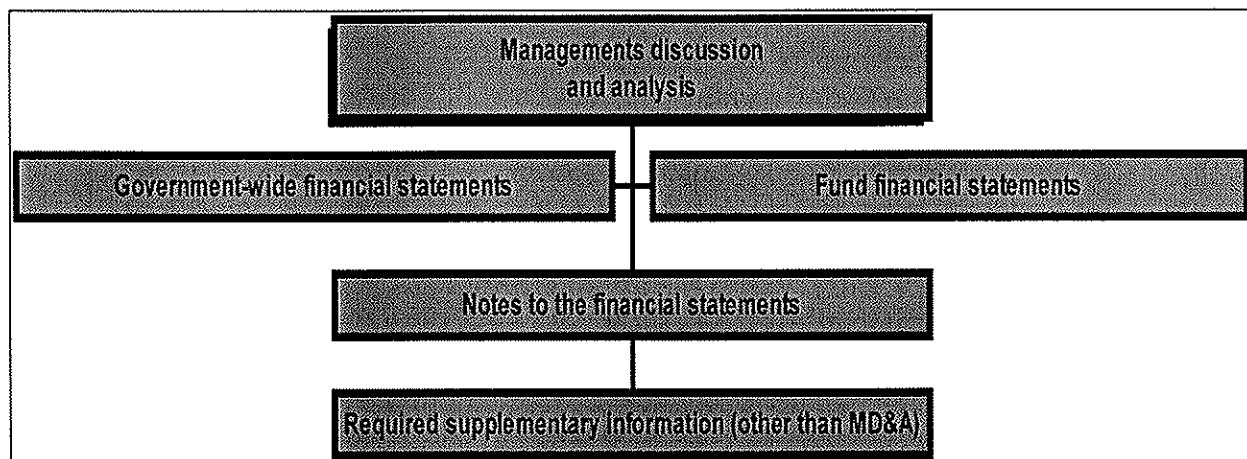 Managements discussion
and analysis
Government-wide financial statements
Fund financial statements
Notes to the financial statements
Required supplementary information (other than MD&A)